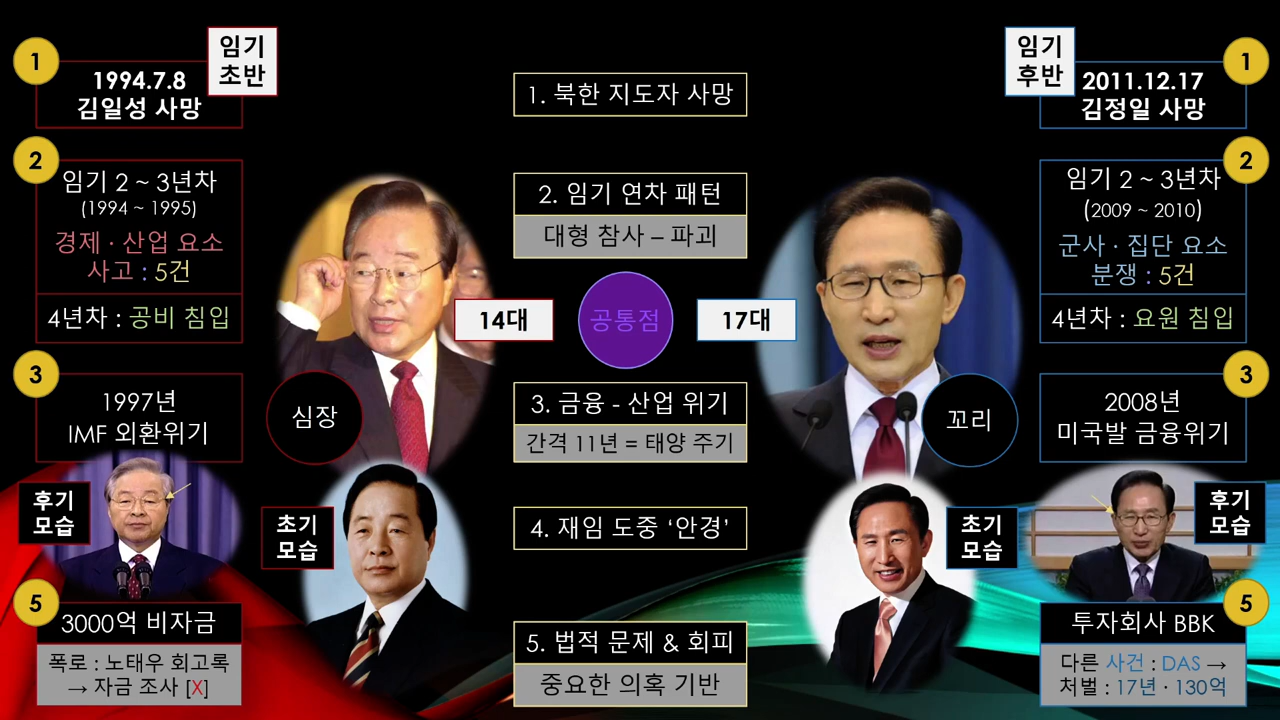 1
1994.7.8
김일성 사망
임기
초반
2
임기 2 ~ 3년차
(1994 ~ 1995)
경제 · 산업 요소
사고 : 5건
4년차 : 공비 침입
3
1997년
IMF 외환위기
심장
후기
모습
초기
모습
5
3000억 비자금
폭로 : 노태우 회고록
→ 자금 조사 [X]
1. 북한 지도자 사망
2. 임기 연차 패턴
대형 참사 – 파괴
14대
공통점
17대
3. 금융 - 산업 위기
간격 11년 = 태양 주기
4. 재임 도중 ‘안경’
5. 법적 문제 & 회피
중요한 의혹 기반
임기
후반
1
2011.12.17
김정일 사망
2
임기 2 ~ 3년차
(2009 ~ 2010)
군사 · 집단 요소
분쟁 : 5건
4년차 : 요원 침입
3
2008년
미국발 금융위기
꼬리
초기
모습
후기
모습
5
투자회사 BBK
다른 사건 : DAS →
처벌 : 17년 · 130억